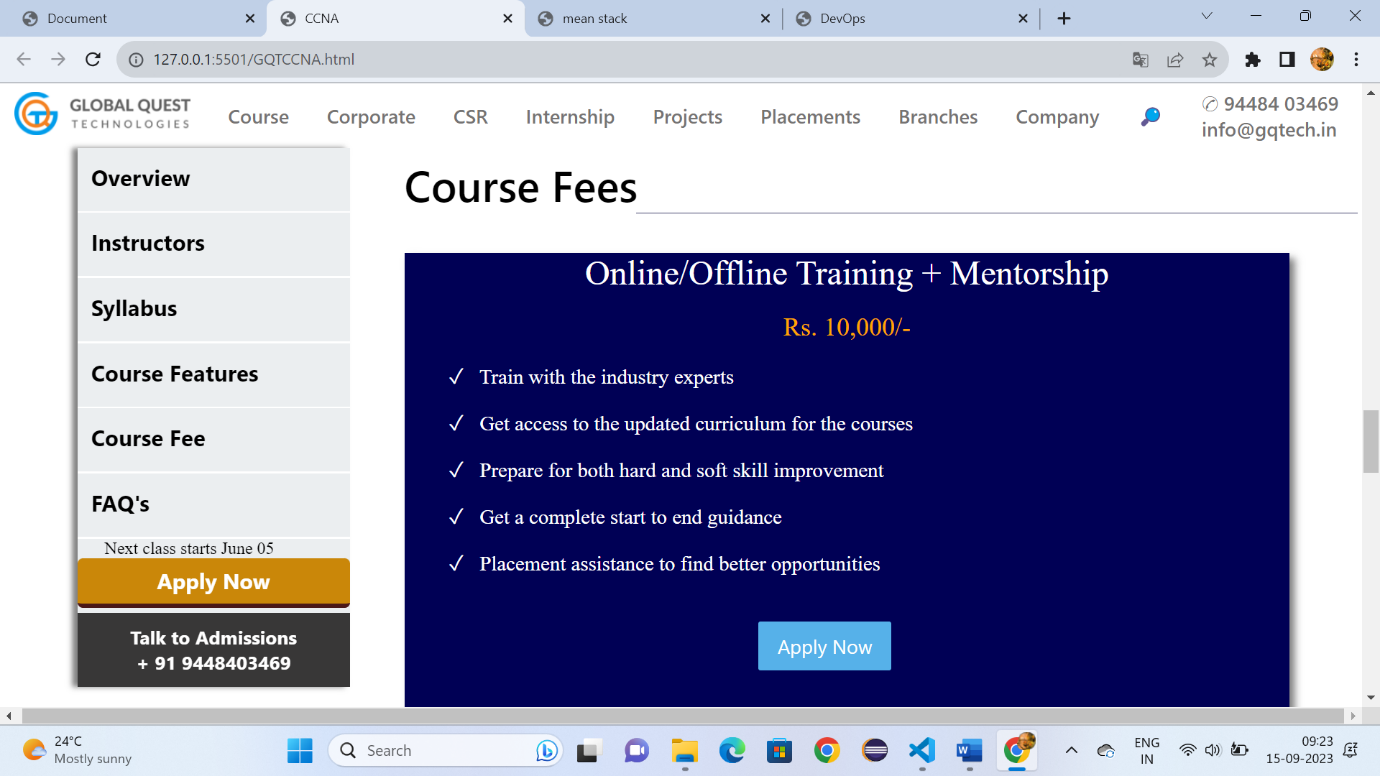 Document
CCNA
mean stack
DevOps
127.0.0.1:5501/GQTCCNA.html
GLOBAL QUEST
TECHNOLOGIES
Course
Corporate
CSR
Internship
Projects
Placements
Branches
Company
✆ 94484 03469
info@gqtech.in
Overview
Instructors
Syllabus
Course Features
Course Fee
FAQ's
Next class starts June 05
Apply Now
Talk to Admissions
+ 91 9448403469
Course Fees
Online/Offline Training + Mentorship
Rs. 10,000/-
✓ Train with the industry experts
✓ Get access to the updated curriculum for the courses
✓ Prepare for both hard and soft skill improvement
✓ Get a complete start to end guidance
✓ Placement assistance to find better opportunities
Apply Now
24°C
Mostly sunny
Search
ENG
IN
09:23
15-09-2023